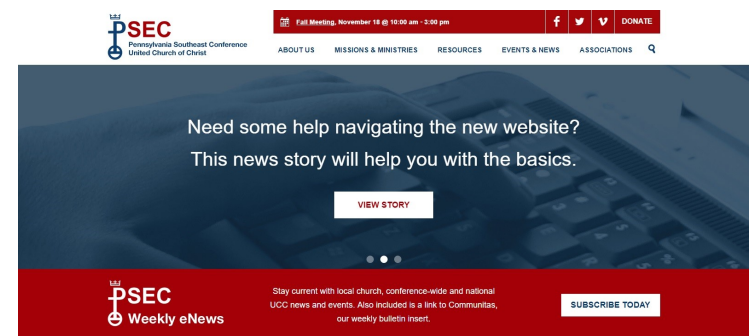 PSEC
Pennsylvania Southeast Conference
United Church of Christ
Fall Meeting, November 18 @ 10:00 am - 3:00 pm
DONATE
ABOUT US
MISSIONS & MINISTRIES
RESOURCES
EVENTS & NEWS
ASSOCIATIONS
Need some help navigating the new website?
This news story will help you with the basics.
VIEW STORY
PSEC
Weekly eNews
Stay current with local church, conference-wide and national
UCC news and events. Also included is a link to Communitas,
our weekly bulletin insert.
SUBSCRIBE TODAY